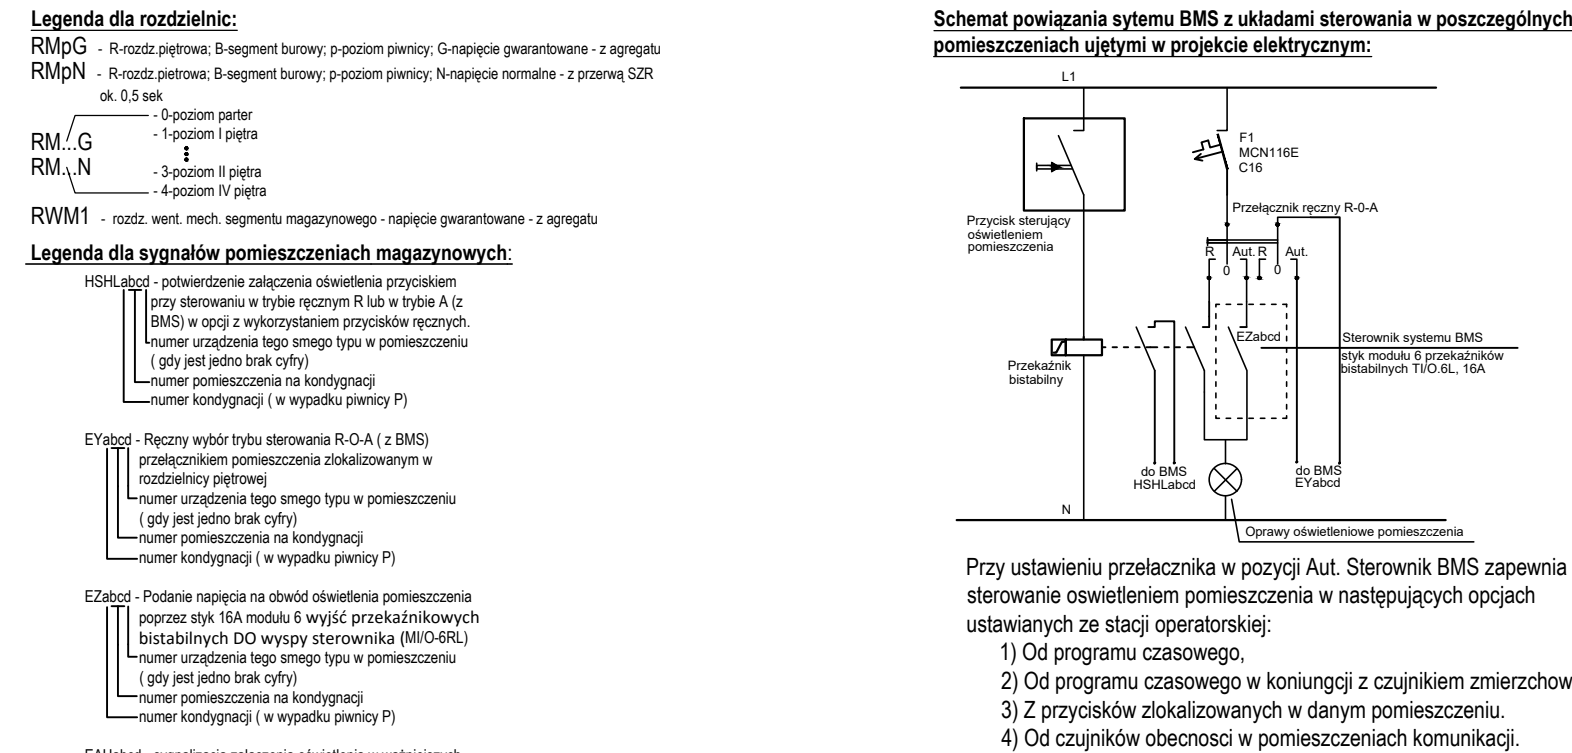 Legenda dla rozdzielnic:
RMpG - R-rozdz.piętrowa; B-segment burowy; p-poziom piwnicy; G-napięcie gwarantowane - z agregatu
RMpN - R-rozdz.pietrowa; B-segment burowy; p-poziom piwnicy; N-napięcie normalne - z przerwą SZR
ok. 0,5 sek
- 0-poziom parter
RM...G - 1-poziom I piętra
RM...N - 3-poziom II piętra
- 4-poziom IV piętra
RWM1 - rozdz. went. mech. segmentu magazynowego - napięcie gwarantowane - z agregatu
Legenda dla sygnałów pomieszczeniach magazynowych:
HSHLabcd - potwierdzenie załączenia oświetlenia przyciskiem
przy sterowaniu w trybie ręcznym R lub w trybie A (z
BMS) w opcji z wykorzystaniem przycisków ręcznych.
numer urządzenia tego smego typu w pomieszczeniu
( gdy jest jedno brak cyfry)
numer pomieszczenia na kondygnacji
numer kondygnacji ( w wypadku piwnicy P)
EYabcd - Ręczny wybór trybu sterowania R-O-A ( z BMS)
przełącznikiem pomieszczenia zlokalizowanym w
rozdzielnicy piętrowej
numer urządzenia tego smego typu w pomieszczeniu
( gdy jest jedno brak cyfry)
numer pomieszczenia na kondygnacji
numer kondygnacji ( w wypadku piwnicy P)
EZabcd - Podanie napięcia na obwód oświetlenia pomieszczenia
poprzez styk 16A modułu 6 wyjść przekaźnikowych
bistabilnych DO wyspy sterownika (MI/O-6RL)
numer urządzenia tego smego typu w pomieszczeniu
( gdy jest jedno brak cyfry)
numer pomieszczenia na kondygnacji
numer kondygnacji ( w wypadku piwnicy P)
Schemat powiązania sytemu BMS z układami sterowania w poszczególnych
pomieszczeniach ujętymi w projekcie elektrycznym:
L1
F1
MCN116E
C16
Przełącznik ręczny R-0-A
Przycisk sterujący
oświetleniem
pomieszczenia
R Aut. R Aut.
0 0
EZabcd
Sterownik systemu BMS
styk modułu 6 przekaźników
bistabilnych TI/O.6L, 16A
Przekaźnik
bistabilny
do BMS
HSHLabcd
do BMS
EYabcd
N
Oprawy oświetleniowe pomieszczenia
Przy ustawieniu przełacznika w pozycji Aut. Sterownik BMS zapewnia
sterowanie oswietleniem pomieszczenia w następujących opcjach
ustawianych ze stacji operatorskiej:
1) Od programu czasowego,
2) Od programu czasowego w koniungcji z czujnikiem zmierzchow
3) Z przycisków zlokalizowanych w danym pomieszczeniu.
4) Od czujników obecnosci w pomieszczeniach komunikacji.